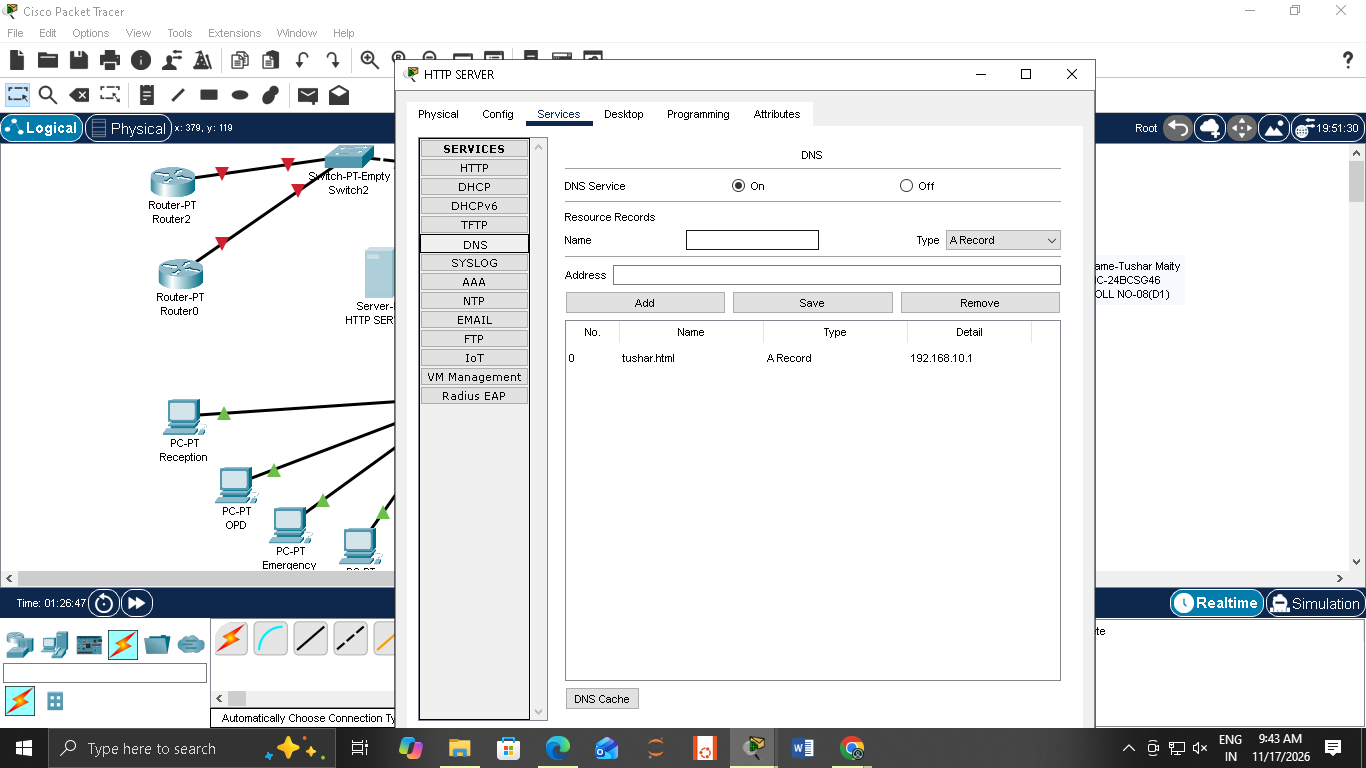 Cisco Packet Tracer
File Edit Options View Tools Extensions Window Help
HTTP SERVER
Physical Config Services Desktop Programming Attributes
Logical Physical x: 379, y: 119
Root 19:51:30
Switch-PT-Empty
Switch2
Router-PT
Router2
Router-PT
Router0
Server-
HTTP SER
PC-PT
Reception
PC-PT
OPD
PC-PT
Emergency
SERVICES
HTTP
DHCP
DHCPv6
TFTP
DNS
SYSLOG
AAA
NTP
EMAIL
FTP
IoT
VM Management
Radius EAP
DNS
DNS Service On Off
Resource Records
Name Type A Record
Address
Add Save Remove
No. Name Type Detail
0 tushar.html A Record 192.168.10.1
DNS Cache
ame-Tushar Maity
C-24BCSG46
OLL NO-08(D1)
Time: 01:26:47
Realtime Simulation
te
Automatically Choose Connection Ty
Type here to search
ENG
IN
9:43 AM
11/17/2026